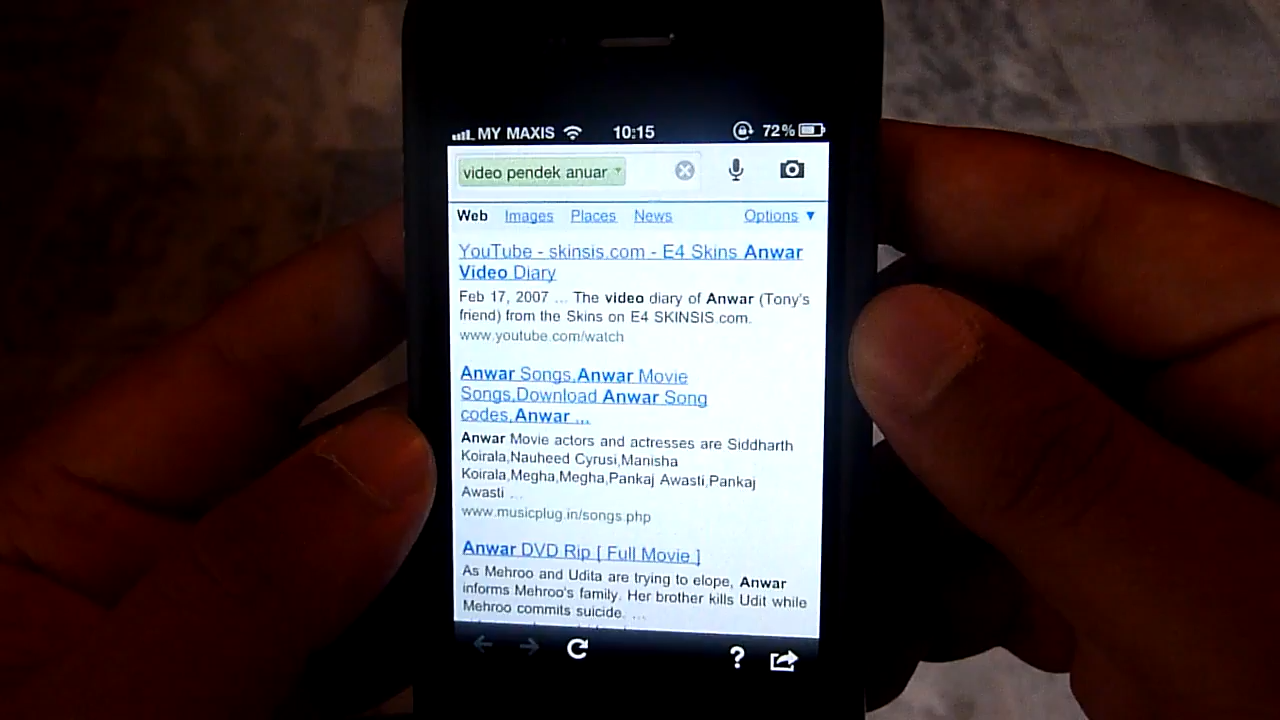 MY MAXIS 10:15 72%
video pendek anuar
Web Images Places News Options ▼
YouTube - skinsis.com - E4 Skins Anwar
Video Diary
Feb 17, 2007 ... The video diary of Anwar (Tony's
friend) from the Skins on E4 SKINSIS.com.
www.youtube.com/watch
Anwar Songs,Anwar Movie
Songs,Download Anwar Song
codes,Anwar ...
Anwar Movie actors and actresses are Siddharth
Koirala,Nauheed Cyrusi,Manisha
Koirala,Megha,Megha,Pankaj Awasti,Pankaj
Awasti ...
www.musicplug.in/songs.php
Anwar DVD Rip [ Full Movie ]
As Mehroo and Udita are trying to elope, Anwar
informs Mehroo's family. Her brother kills Udit while
Mehroo commits suicide. ...
?